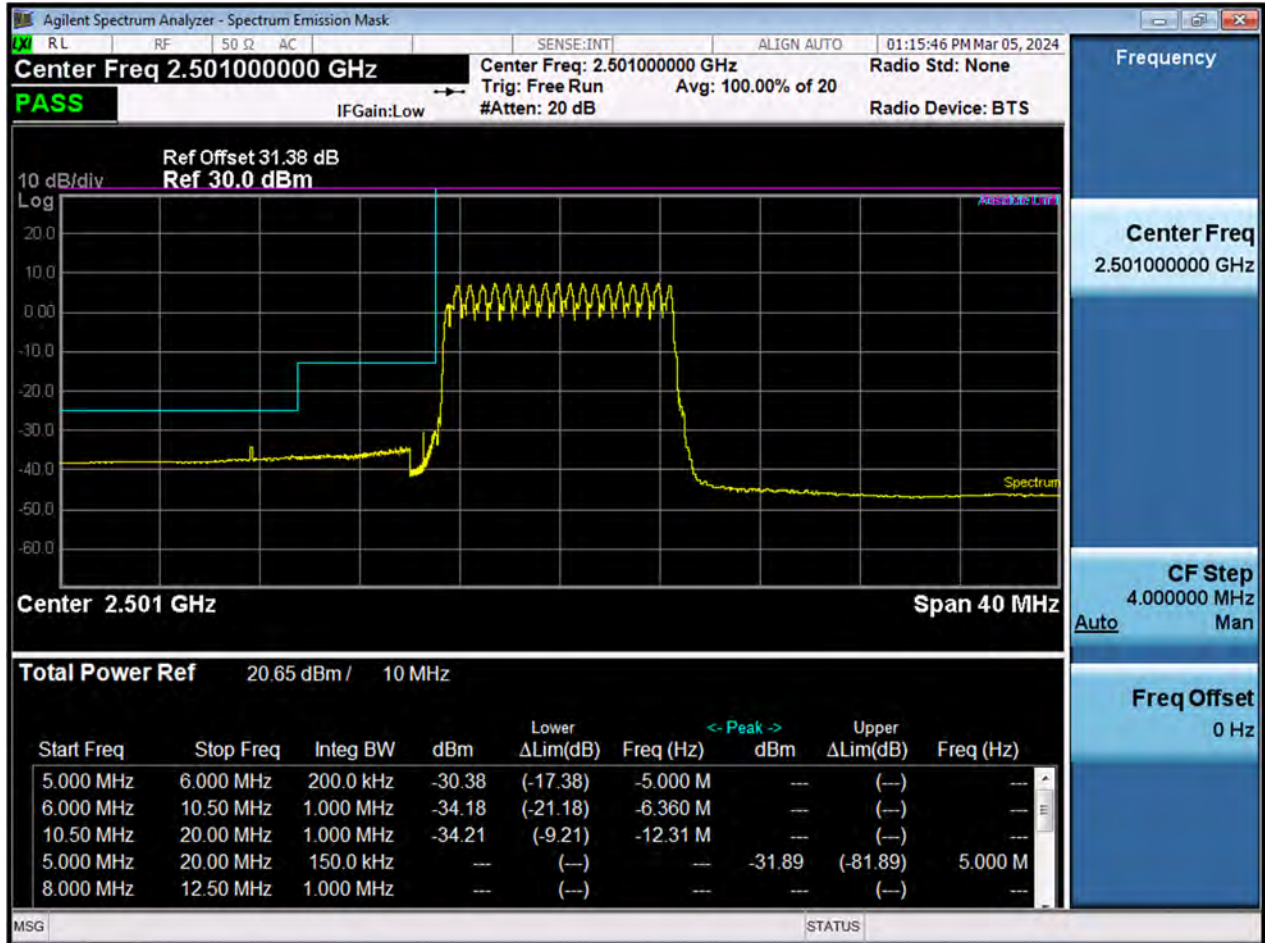 Agilent Spectrum Analyzer - Spectrum Emission Mask
LXI RL RF 50 Ω AC SENSE:INT ALIGN AUTO 01:15:46 PM Mar 05, 2024
Center Freq 2.501000000 GHz
PASS
IFGain:Low
Center Freq: 2.501000000 GHz
Trig: Free Run Avg: 100.00% of 20
#Atten: 20 dB
Radio Std: None
Radio Device: BTS
Ref Offset 31.38 dB
10 dB/div Ref 30.0 dBm
Log
Absolute Limit
20.0
10.0
0.00
-10.0
-20.0
-30.0
-40.0
Spectrum
-50.0
-60.0
Center 2.501 GHz Span 40 MHz
Total Power Ref 20.65 dBm / 10 MHz
Lower <- Peak -> Upper
Start Freq Stop Freq Integ BW dBm ΔLim(dB) Freq (Hz) dBm ΔLim(dB) Freq (Hz)
5.000 MHz 6.000 MHz 200.0 kHz -30.38 (-17.38) -5.000 M --- (---) ---
6.000 MHz 10.50 MHz 1.000 MHz -34.18 (-21.18) -6.360 M --- (---) ---
10.50 MHz 20.00 MHz 1.000 MHz -34.21 (-9.21) -12.31 M --- (---) ---
5.000 MHz 20.00 MHz 150.0 kHz --- (---) --- -31.89 (-81.89) 5.000 M
8.000 MHz 12.50 MHz 1.000 MHz --- (---) --- --- (---) ---
MSG STATUS
Frequency
Center Freq
2.501000000 GHz
CF Step
4.000000 MHz
Auto Man
Freq Offset
0 Hz